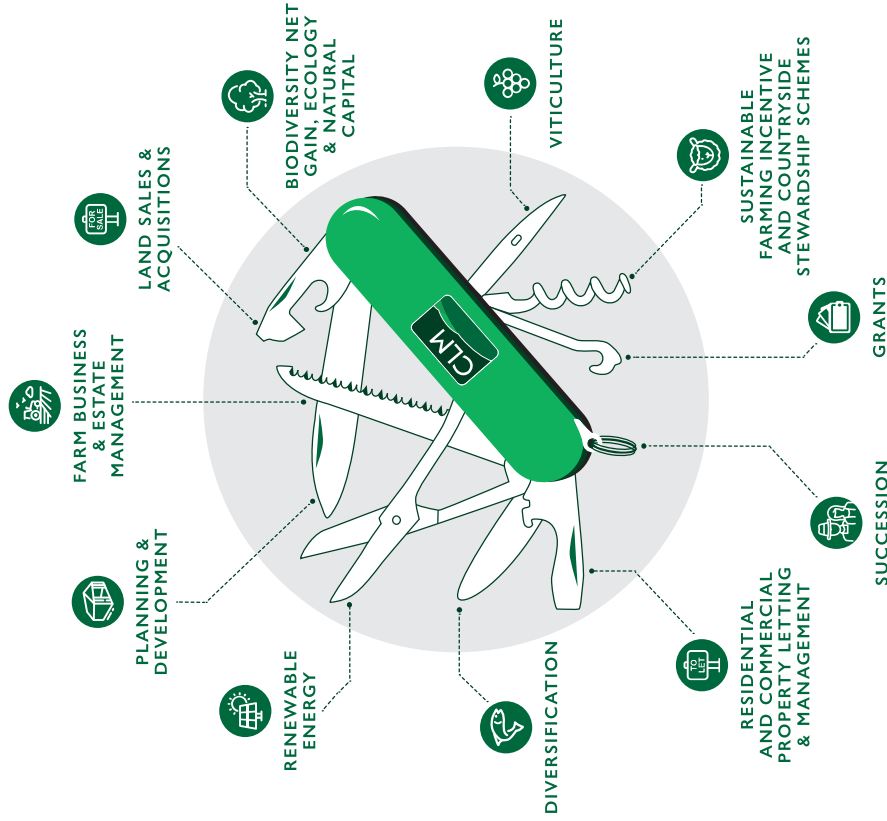 FARM BUSINESS
& ESTATE
MANAGEMENT
PLANNING &
DEVELOPMENT
FOR
SALE
LAND SALES &
ACQUISITIONS
RENEWABLE
ENERGY
BIODIVERSITY NET
GAIN, ECOLOGY
& NATURAL
CAPITAL
CLM
DIVERSIFICATION
VITICULTURE
TO
LET
RESIDENTIAL
AND COMMERCIAL
PROPERTY LETTING
& MANAGEMENT
SUSTAINABLE
FARMING INCENTIVE
AND COUNTRYSIDE
STEWARDSHIP SCHEMES
SUCCESSION
GRANTS